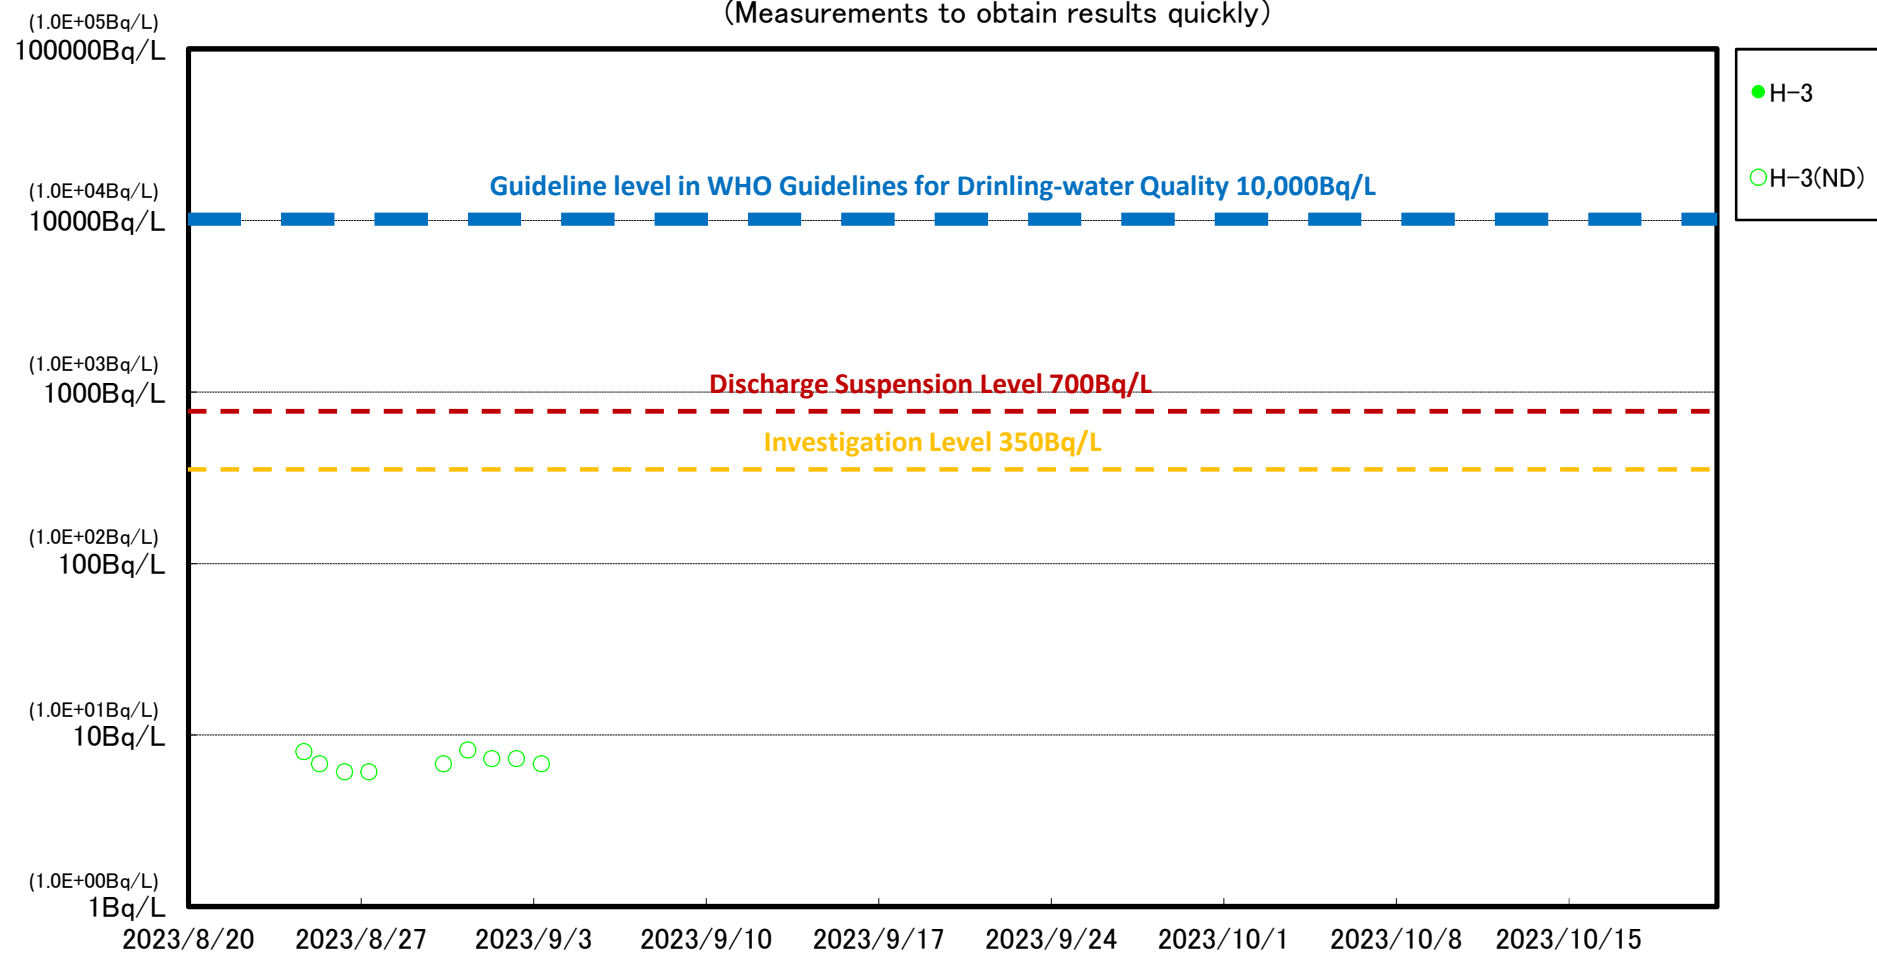 (Measurements to obtain results quickly)
(1.0E+05Bq/L)
100000Bq/L
H-3
H-3(ND)
Guideline level in WHO Guidelines for Drinling-water Quality 10,000Bq/L
(1.0E+04Bq/L)
10000Bq/L
(1.0E+03Bq/L)
1000Bq/L
Discharge Suspension Level 700Bq/L
Investigation Level 350Bq/L
(1.0E+02Bq/L)
100Bq/L
(1.0E+01Bq/L)
10Bq/L
(1.0E+00Bq/L)
1Bq/L
2023/8/20 2023/8/27 2023/9/3 2023/9/10 2023/9/17 2023/9/24 2023/10/1 2023/10/8 2023/10/15